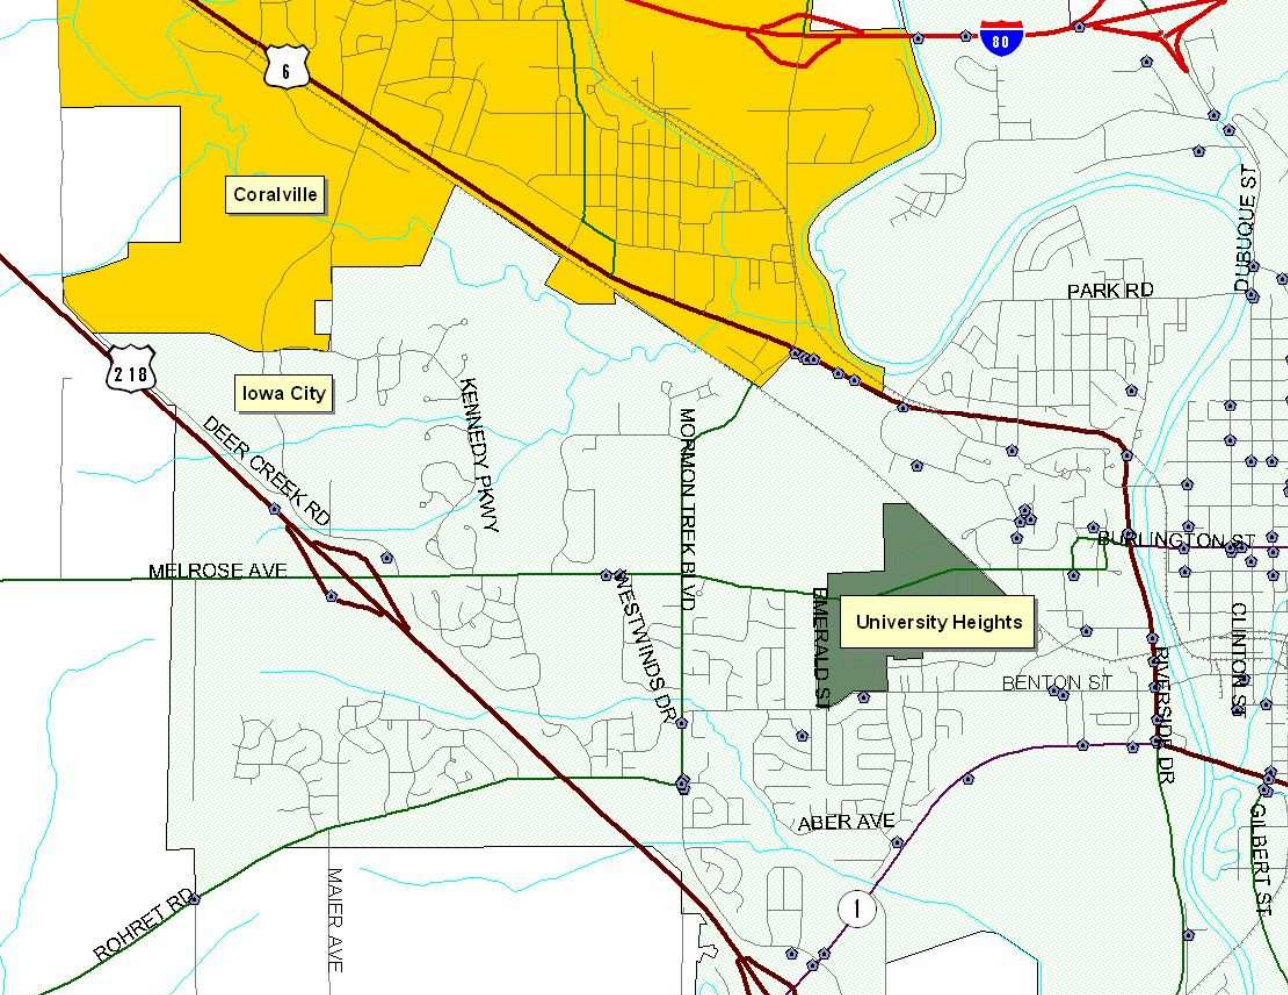 80
6
Coralville
DUBUQUE ST
PARK RD
218
Iowa City
KENNEDY PKWY
MORMON TREK BLVD
DEER CREEK RD
BURLINGTON ST
MELROSE AVE
WESTWINDS DR
EMERALD ST
University Heights
CLINTON ST
BENTON ST
RIVERSIDE DR
ABER AVE
GILBERT ST
MAIER AVE
1
ROHRET RD